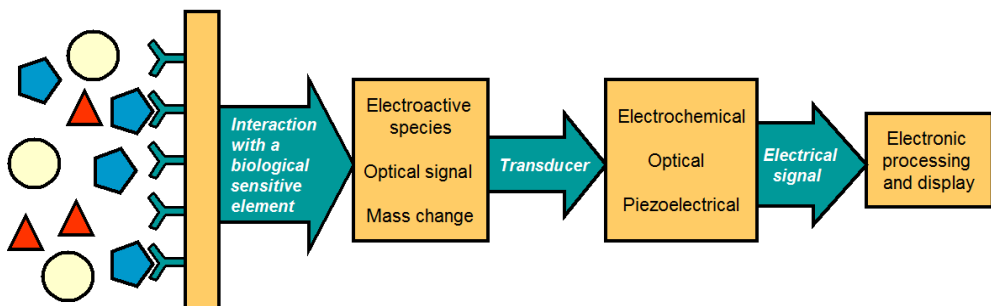 Interaction
with a
biological
sensitive
element
Electroactive
species
Optical signal
Mass change
Transducer
Electrochemical
Optical
Piezoelectrical
Electrical
signal
Electronic
processing
and display